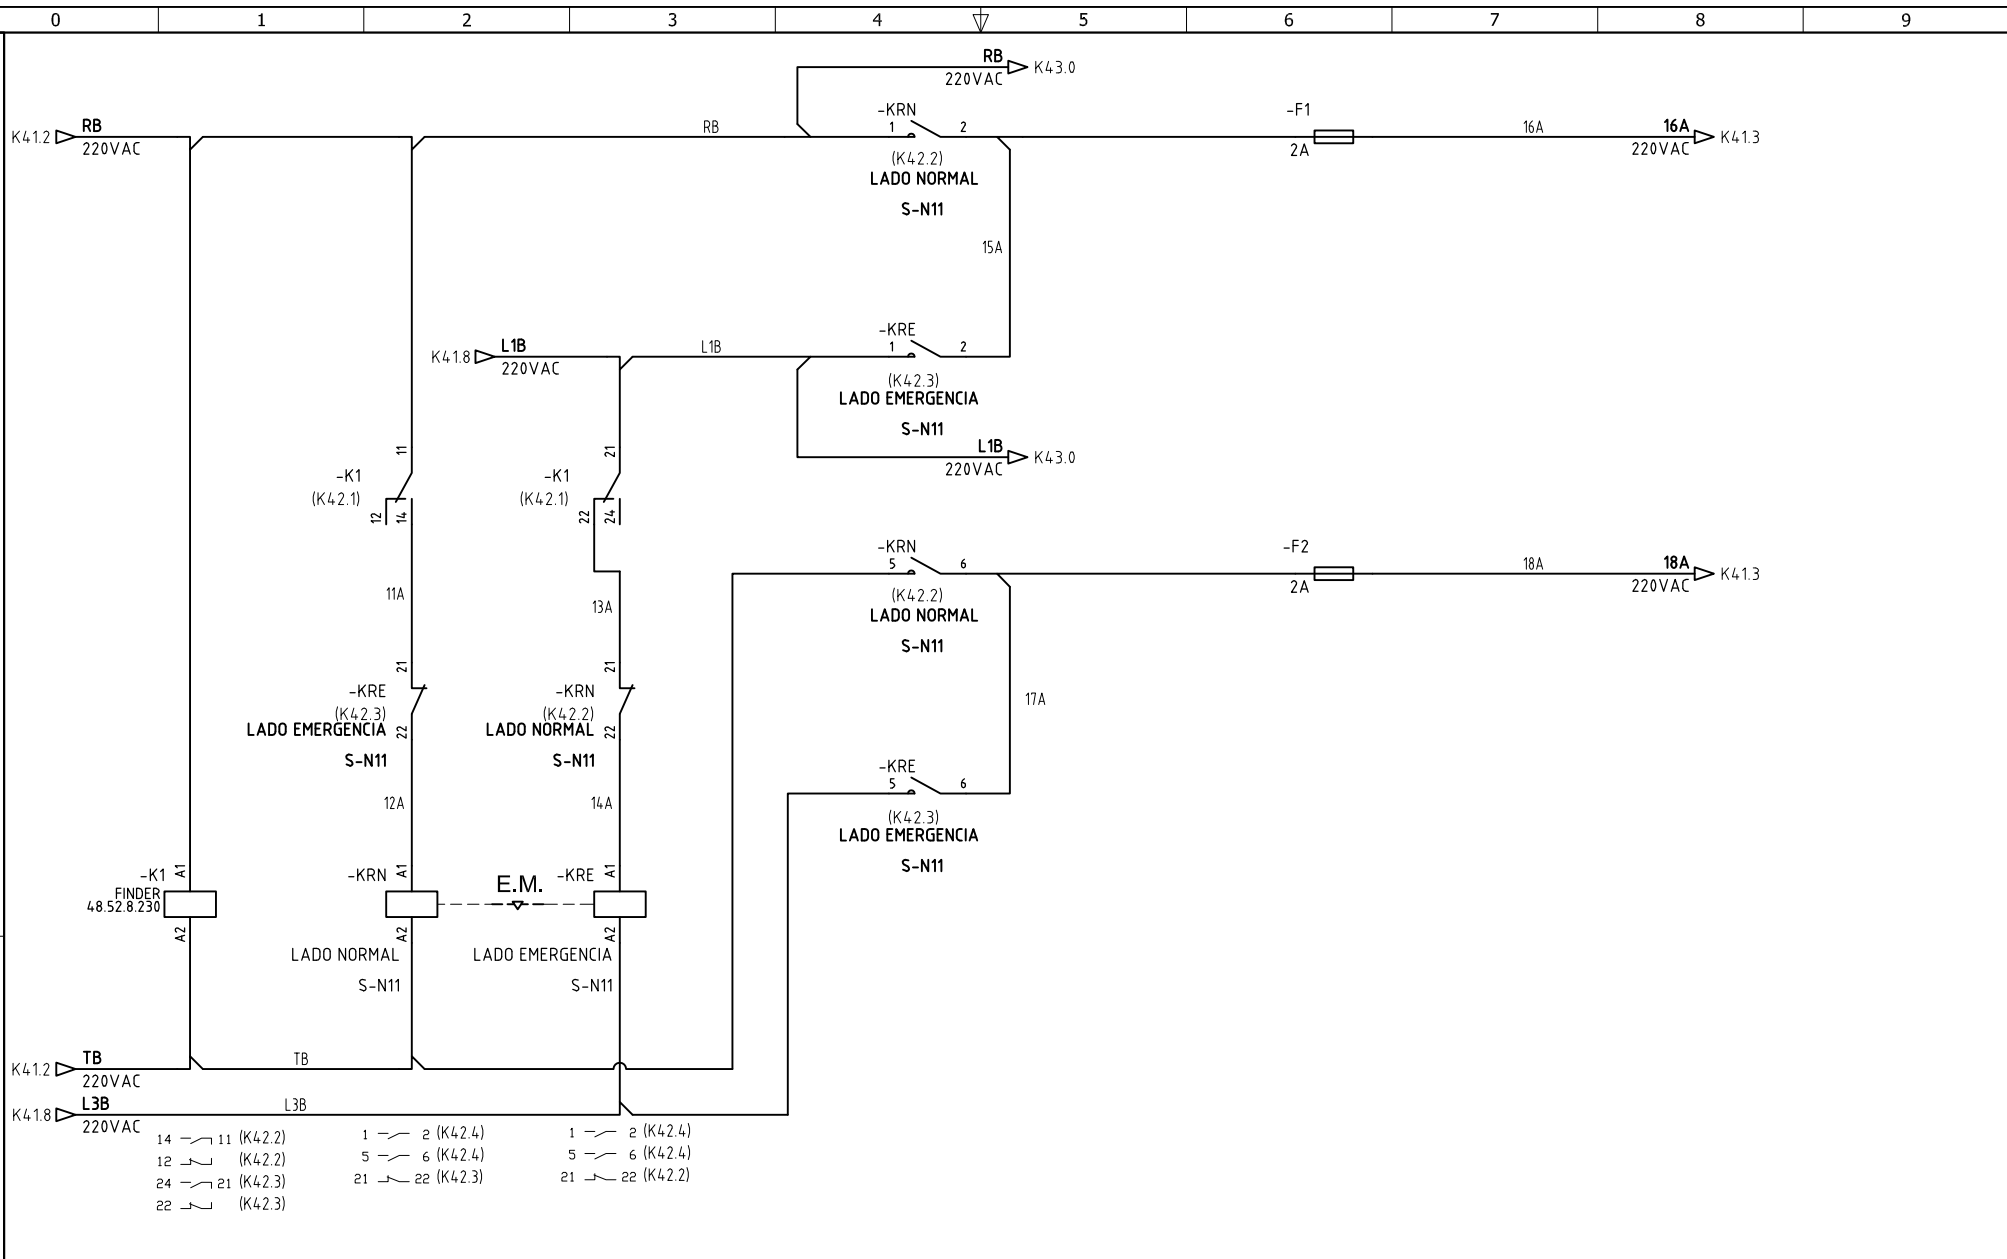 0 1 2 3 4 5 6 7 8 9
RB
220VAC
K43.0
K41.2
RB
220VAC
RB
-KRN
1 2
(K42.2)
LADO NORMAL
S-N11
-F1
2A
16A
16A
220VAC
K41.3
15A
K41.8
L1B
220VAC
L1B
-KRE
1 2
(K42.3)
LADO EMERGENCIA
S-N11
L1B
220VAC
K43.0
11
-K1
(K42.1)
12 14
21
-K1
(K42.1)
22 24
-KRN
5 6
(K42.2)
LADO NORMAL
S-N11
-F2
2A
18A
18A
220VAC
K41.3
11A
13A
21
-KRE
(K42.3)
LADO EMERGENCIA
22
S-N11
21
-KRN
(K42.2)
LADO NORMAL
22
S-N11
17A
12A
14A
-KRE
5 6
(K42.3)
LADO EMERGENCIA
S-N11
-K1
A1
FINDER
48.52.8.230
A2
-KRN
A1
A2
LADO NORMAL
S-N11
E.M.
-KRE
A1
A2
LADO EMERGENCIA
S-N11
K41.2
TB
220VAC
TB
K41.8
L3B
220VAC
L3B
14 11 (K42.2)
12 (K42.2)
24 21 (K42.3)
22 (K42.3)
1 2 (K42.4)
5 6 (K42.4)
21 22 (K42.3)
1 2 (K42.4)
5 6 (K42.4)
21 22 (K42.2)